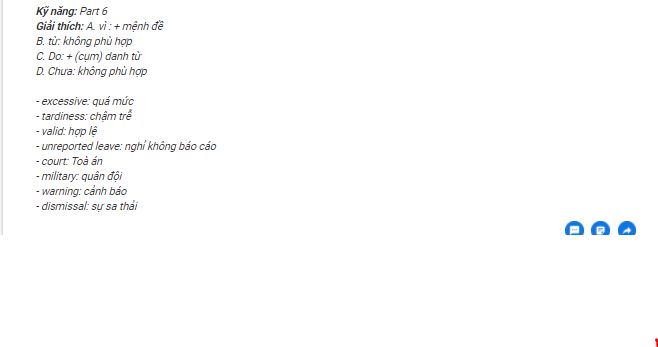 Kỹ năng: Part 6
Giải thích: A. vì : + mệnh đề
B. từ: không phù hợp
C. Do: + (cụm) danh từ
D. Chưa: không phù hợp
- excessive: quá mức
- tardiness: chậm trễ
- valid: hợp lệ
- unreported leave: nghỉ không báo cáo
- court: Toà án
- military: quân đội
- warning: cảnh báo
- dismissal: sự sa thải